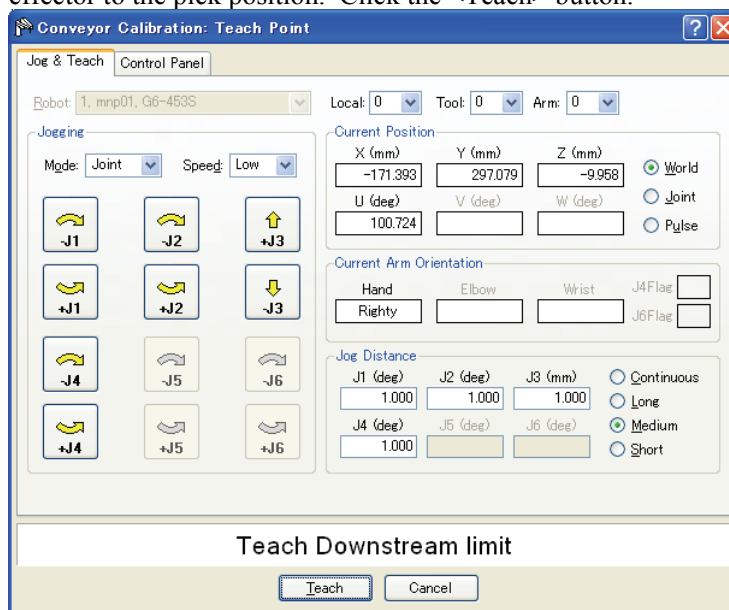 effector to the pick position.  Click the <Teach> button.
Conveyor Calibration: Teach Point
Jog & Teach Control Panel
Robot: 1, mnp01, G6-453S Local: 0 Tool: 0 Arm: 0
Jogging
Mode: Joint Speed: Low
-J1 -J2 +J3
+J1 +J2 -J3
-J4 -J5 -J6
+J4 +J5 +J6
Current Position
X (mm) Y (mm) Z (mm)
-171.393 297.079 -9.958
U (deg) V (deg) W (deg)
100.724
World
Joint
Pulse
Current Arm Orientation
Hand Elbow Wrist J4Flag
Righty J6Flag
Jog Distance
J1 (deg) J2 (deg) J3 (mm)
1.000 1.000 1.000
J4 (deg) J5 (deg) J6 (deg)
1.000
Continuous
Long
Medium
Short
Teach Downstream limit
Teach Cancel